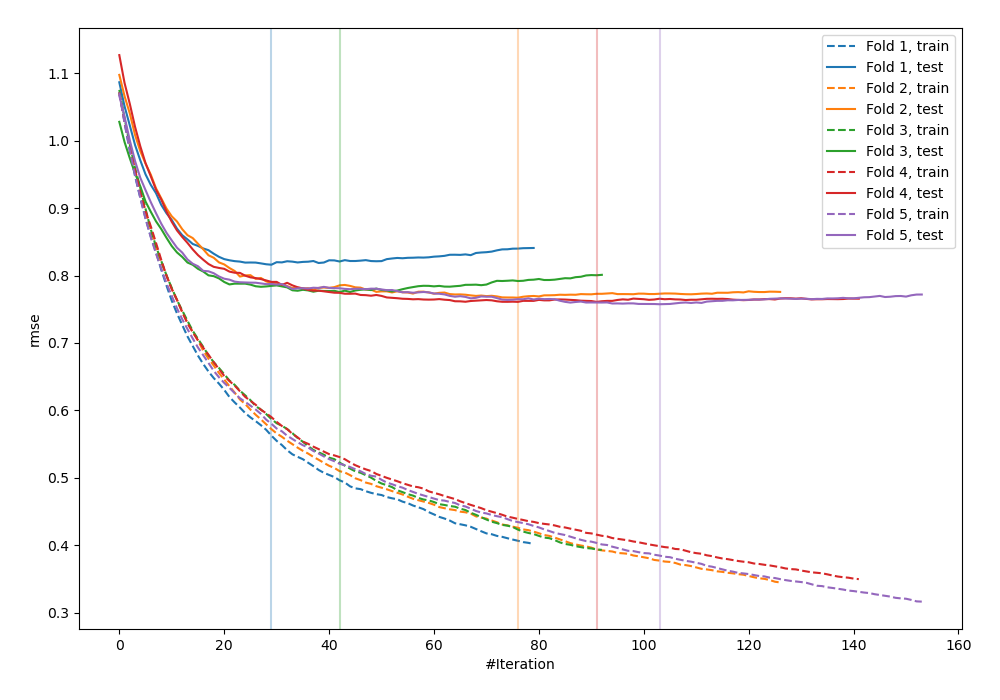 1.1
1.0
0.9
0.8
0.7
0.6
0.5
0.4
0.3
rmse
0
20
40
60
80
100
120
140
160
#Iteration
Fold 1, train
Fold 1, test
Fold 2, train
Fold 2, test
Fold 3, train
Fold 3, test
Fold 4, train
Fold 4, test
Fold 5, train
Fold 5, test